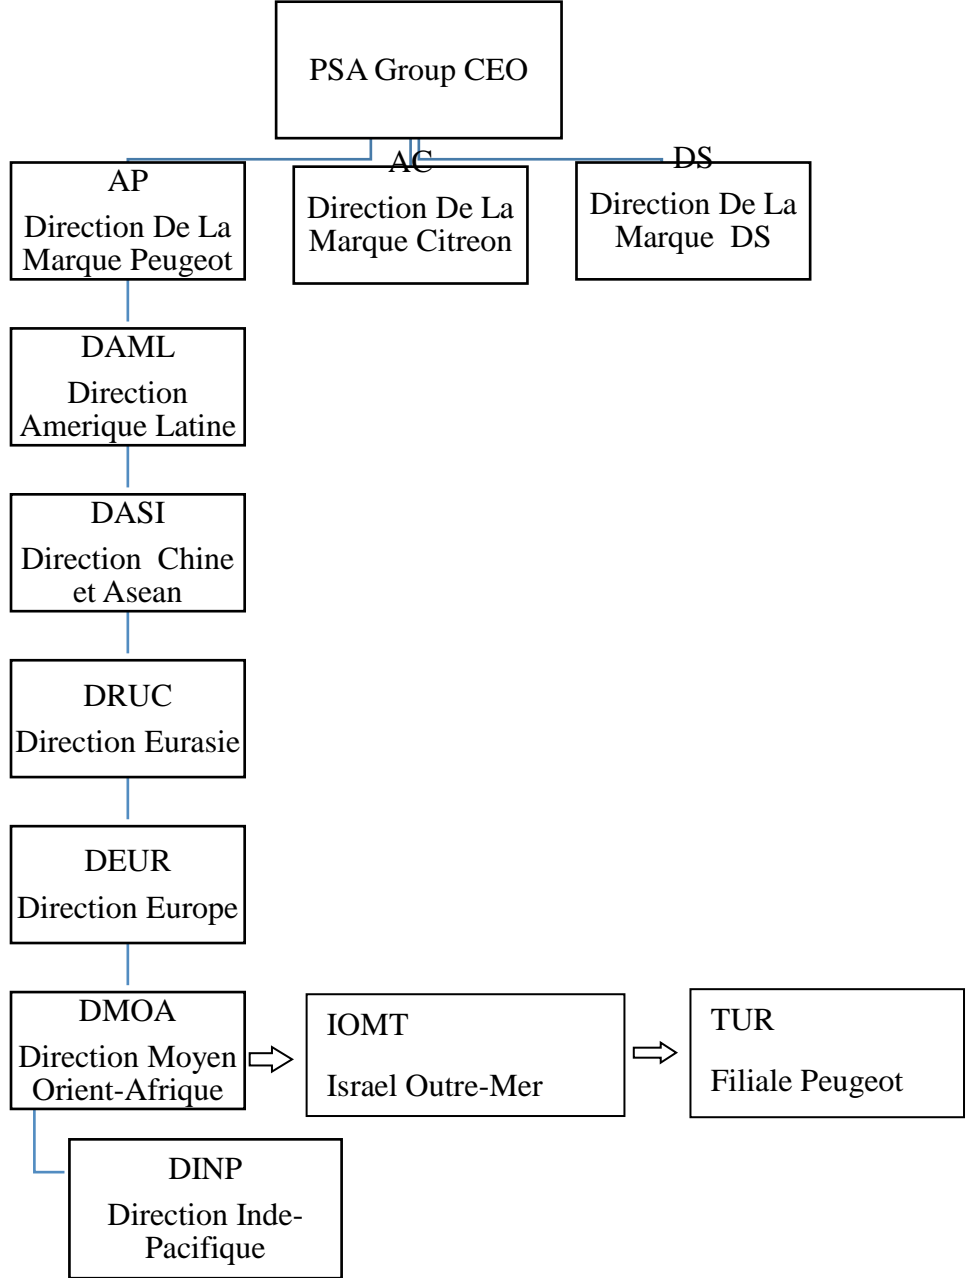 PSA Group CEO
AP
Direction De La
Marque Peugeot
AC
Direction De La
Marque Citreon
DS
Direction De La
Marque DS
DAML
Direction
Amerique Latine
DASI
Direction Chine
et Asean
DRUC
Direction Eurasie
DEUR
Direction Europe
DMOA
Direction Moyen
Orient-Afrique
IOMT
Israel Outre-Mer
TUR
Filiale Peugeot
DINP
Direction Inde-
Pacifique